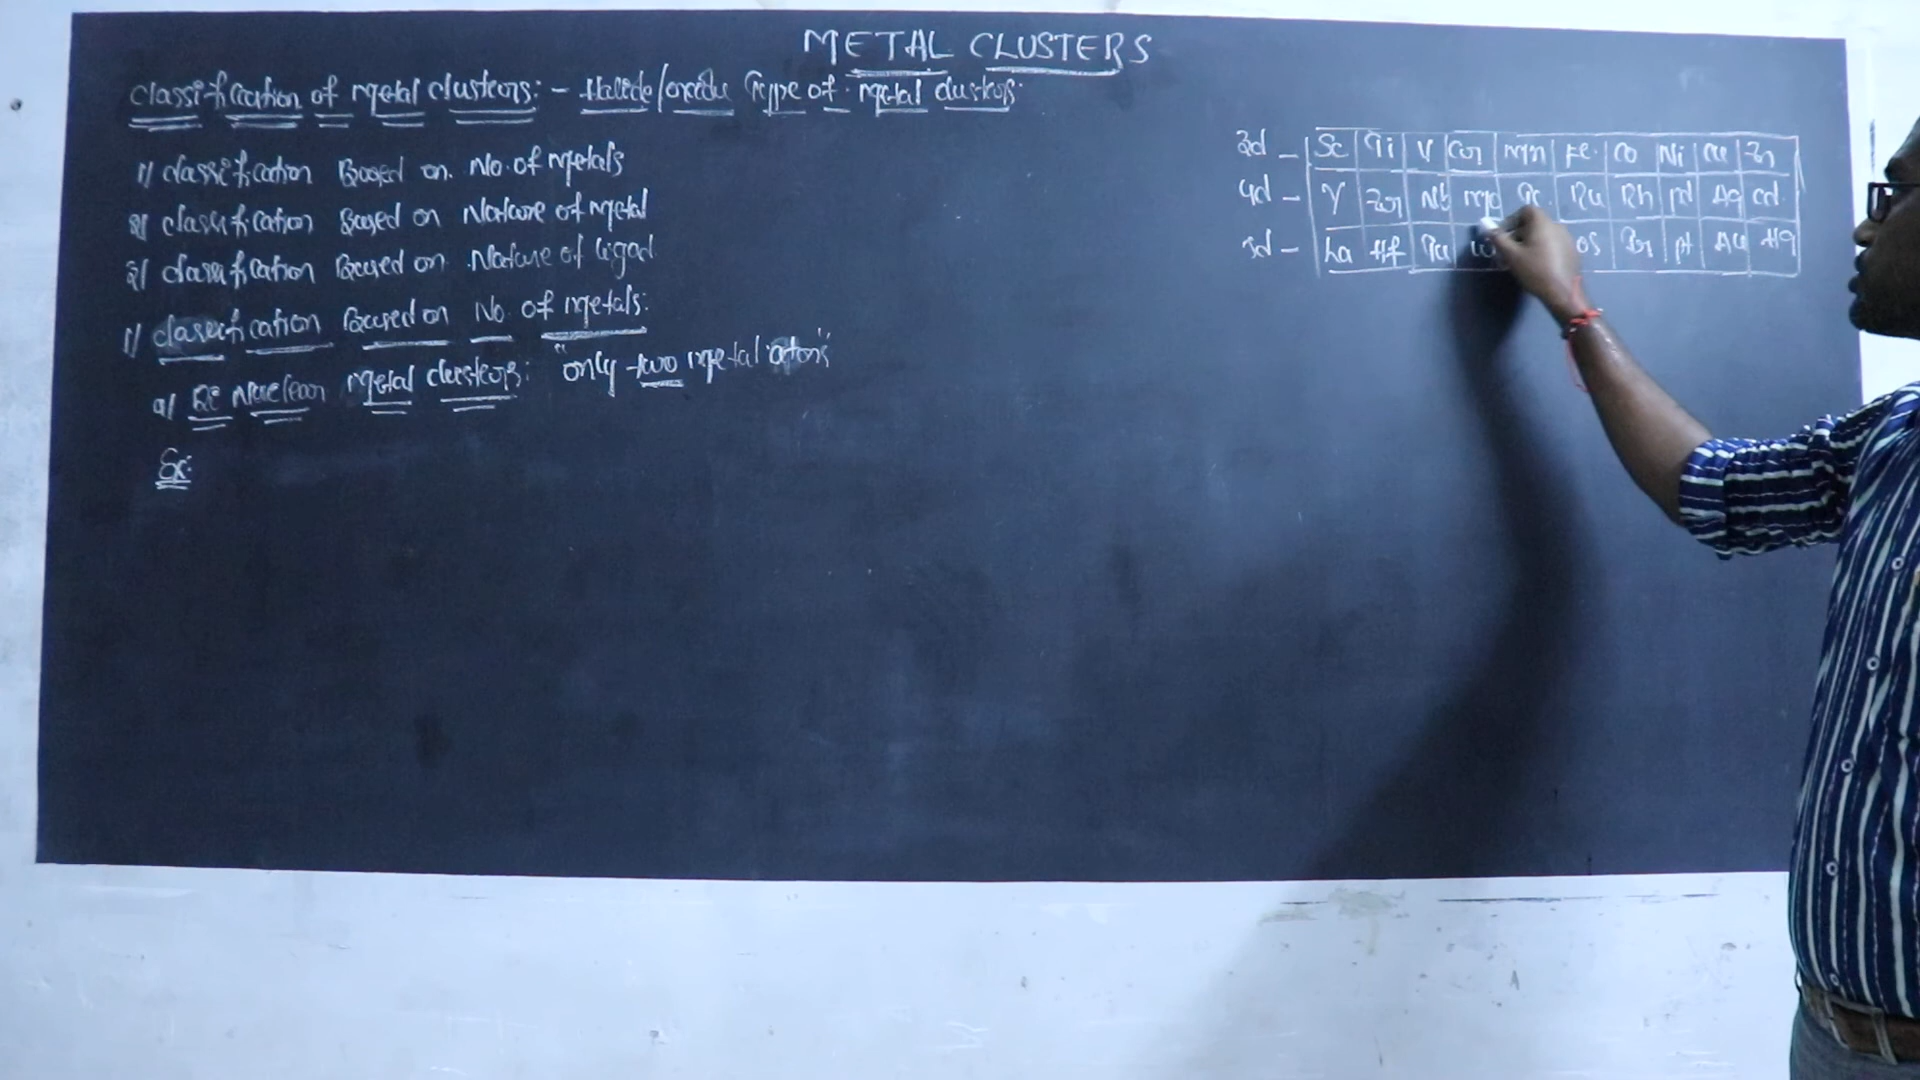 METAL CLUSTERS
classification of metal clusters: - Halide/oxide Type of metal clusters:
1) classification Based on No. of metals
2) classification Based on Nature of metal
3) classification Based on Nature of ligad
1) classification Based on No. of metals:
a) Di Nuclear metal clusters: "only two metal atoms"
Ex:
3d - Sc Ti V Cr Mn Fe Co Ni Cu Zn
4d - Y Zr Nb Mo Tc Ru Rh pd Ag cd
5d - La Hf Ta W Os Ir pt Au Hg